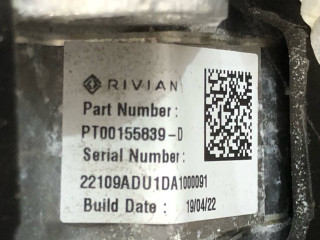 RIVIAN
Part Number:
PT00155839-D
Serial Number:
22109ADU1DA1000091
Build Date: 19/04/22